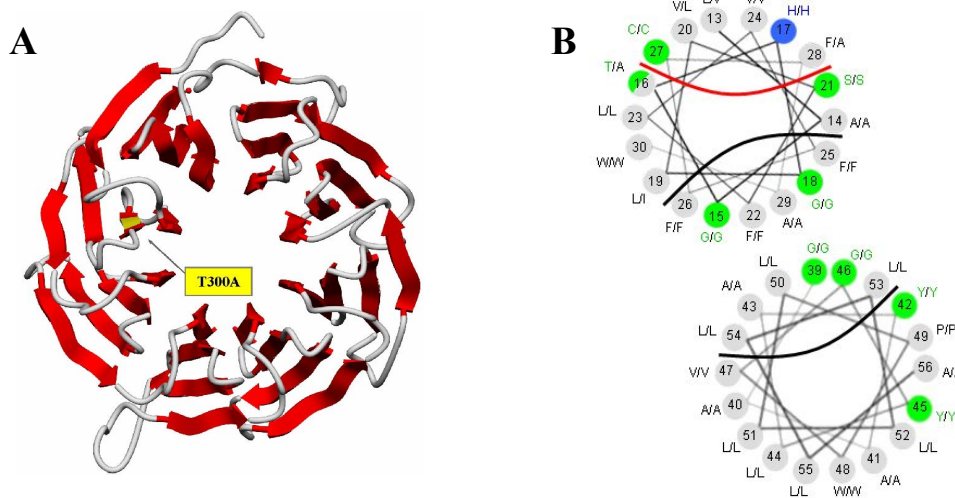 A
T300A
B
V/L
24
H/H
13
17
20
C/C
27
F/A
28
T/A
16
S/S
21
L/L
23
14
A/A
30
W/W
25
F/F
19
L/I
18
G/G
26
F/F
15
G/G
22
F/F
29
A/A
G/G
G/G
39
46
L/L
50
53
L/L
A/A
43
42
Y/Y
L/L
54
49
P/P
47
V/V
56
A/
40
A/A
45
Y/Y
51
L/L
52
L/L
44
L/L
41
A/A
55
L/L
48
W/W